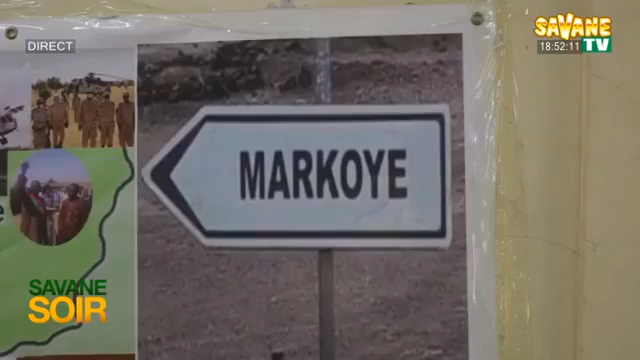 DIRECT
SAVANE
18:52:11 TV
MARKOYE
SAVANE
SOIR